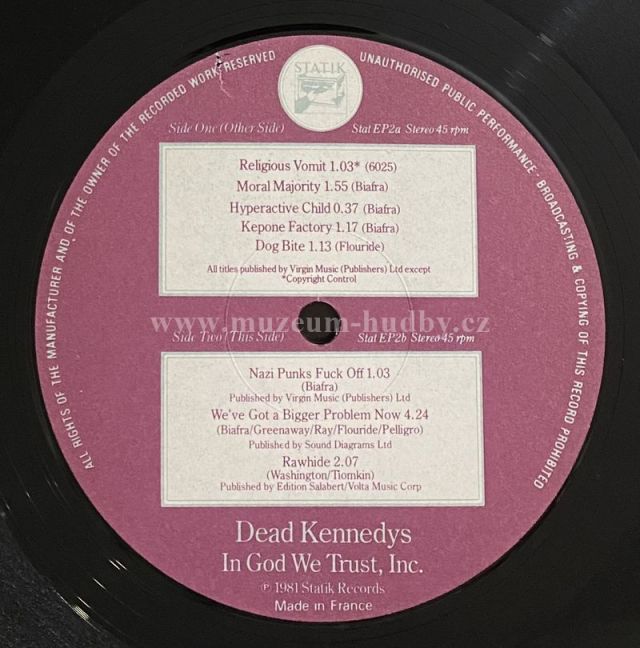 ALL RIGHTS OF THE MANUFACTURER AND OF THE OWNER OF THE RECORDED WORK RESERVED
UNAUTHORISED PUBLIC PERFORMANCE · BROADCASTING & COPYING OF THIS RECORD PROHIBITED
STATIK
Side One (Other Side) Stat EP2a Stereo 45 rpm
Religious Vomit 1.03* (6025)
Moral Majority 1.55 (Biafra)
Hyperactive Child 0.37 (Biafra)
Kepone Factory 1.17 (Biafra)
Dog Bite 1.13 (Flouride)
All titles published by Virgin Music (Publishers) Ltd except
*Copyright Control
www.muzeum-hudby.cz
Side Two (This Side) Stat EP2b Stereo 45 rpm
Nazi Punks Fuck Off 1.03
(Biafra)
Published by Virgin Music (Publishers) Ltd
We've Got a Bigger Problem Now 4.24
(Biafra/Greenaway/Ray/Flouride/Pelligro)
Published by Sound Diagrams Ltd
Rawhide 2.07
(Washington/Tiomkin)
Published by Edition Salabert/Volta Music Corp
Dead Kennedys
In God We Trust, Inc.
℗ 1981 Statik Records
Made in France